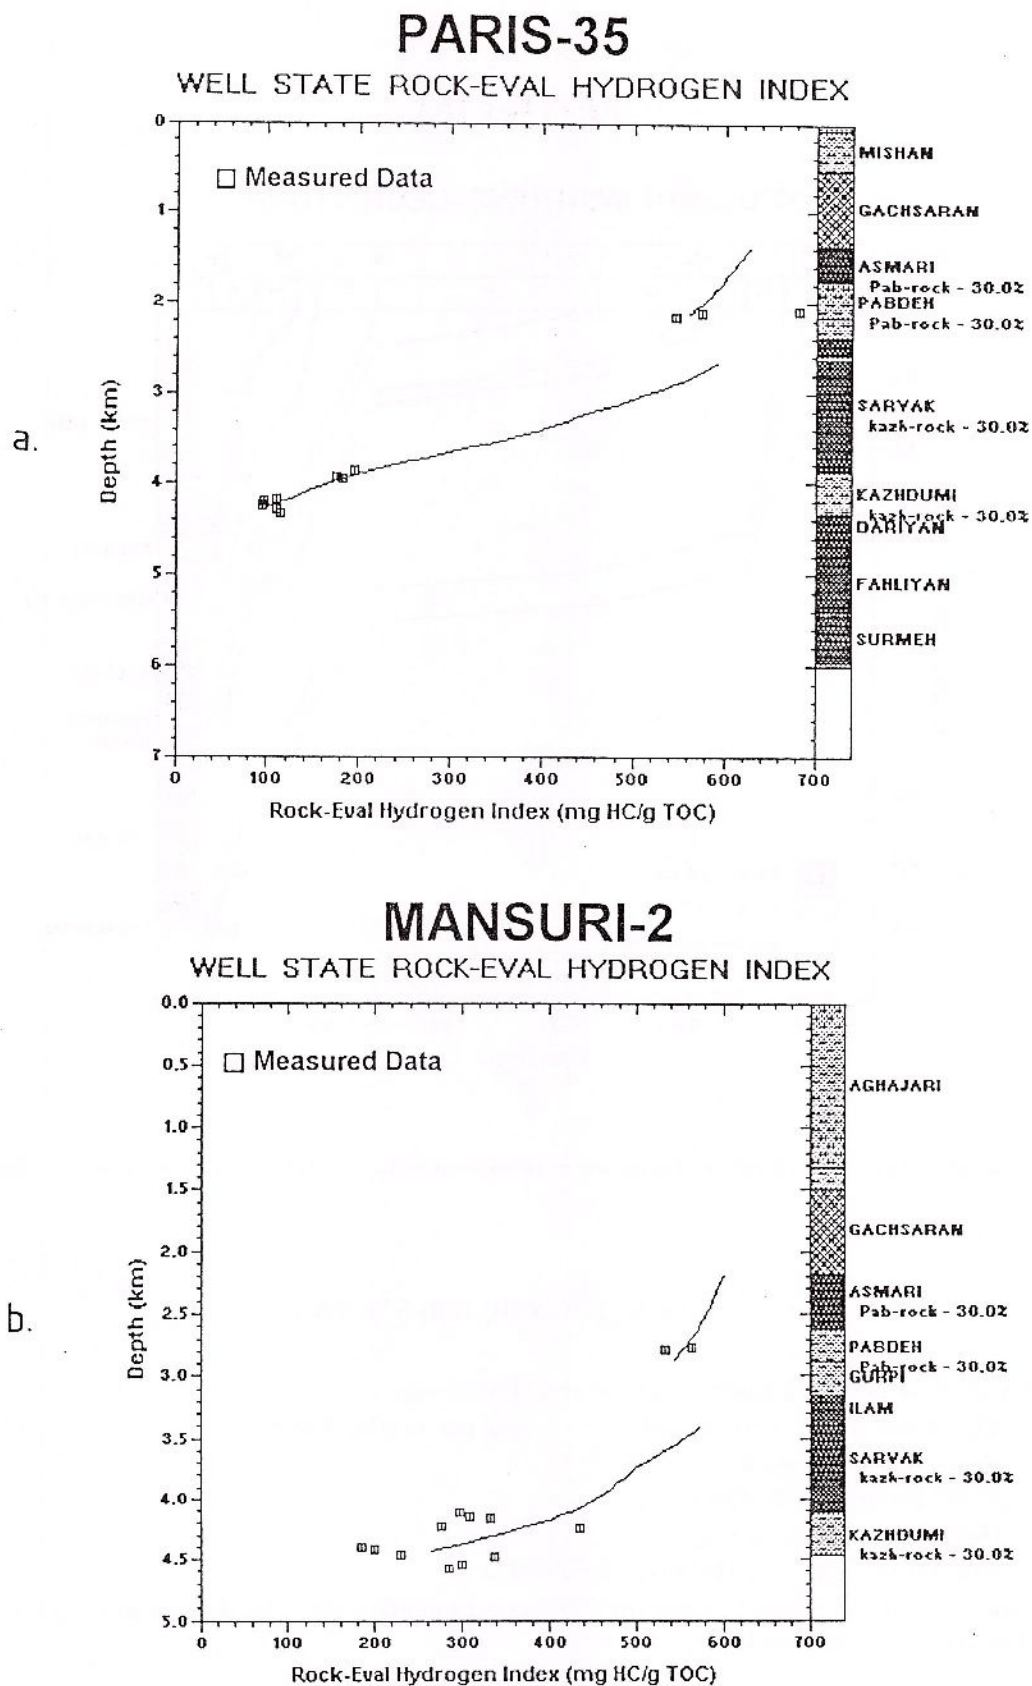 PARIS-35
WELL STATE ROCK-EVAL HYDROGEN INDEX
0
1
2
3
4
5
6
7
Depth (km)
a.
Measured Data
MISHAN
GACHSARAN
ASMARI
Pab-rock - 30.0%
PABDEH
Pab-rock - 30.0%
SARVAK
kazh-rock - 30.0%
KAZHDUMI
kazh-rock - 30.0%
DARIYAN
FAHLIYAN
SURMEH
0 100 200 300 400 500 600 700
Rock-Eval Hydrogen Index (mg HC/g TOC)
MANSURI-2
WELL STATE ROCK-EVAL HYDROGEN INDEX
0.0
0.5
1.0
1.5
2.0
2.5
3.0
3.5
4.0
4.5
5.0
Depth (km)
b.
Measured Data
AGHAJARI
GACHSARAN
ASMARI
Pab-rock - 30.0%
PABDEH
Pab-rock - 30.0%
GURPI
ILAM
SARVAK
kazh-rock - 30.0%
KAZHDUMI
kazh-rock - 30.0%
0 100 200 300 400 500 600 700
Rock-Eval Hydrogen Index (mg HC/g TOC)